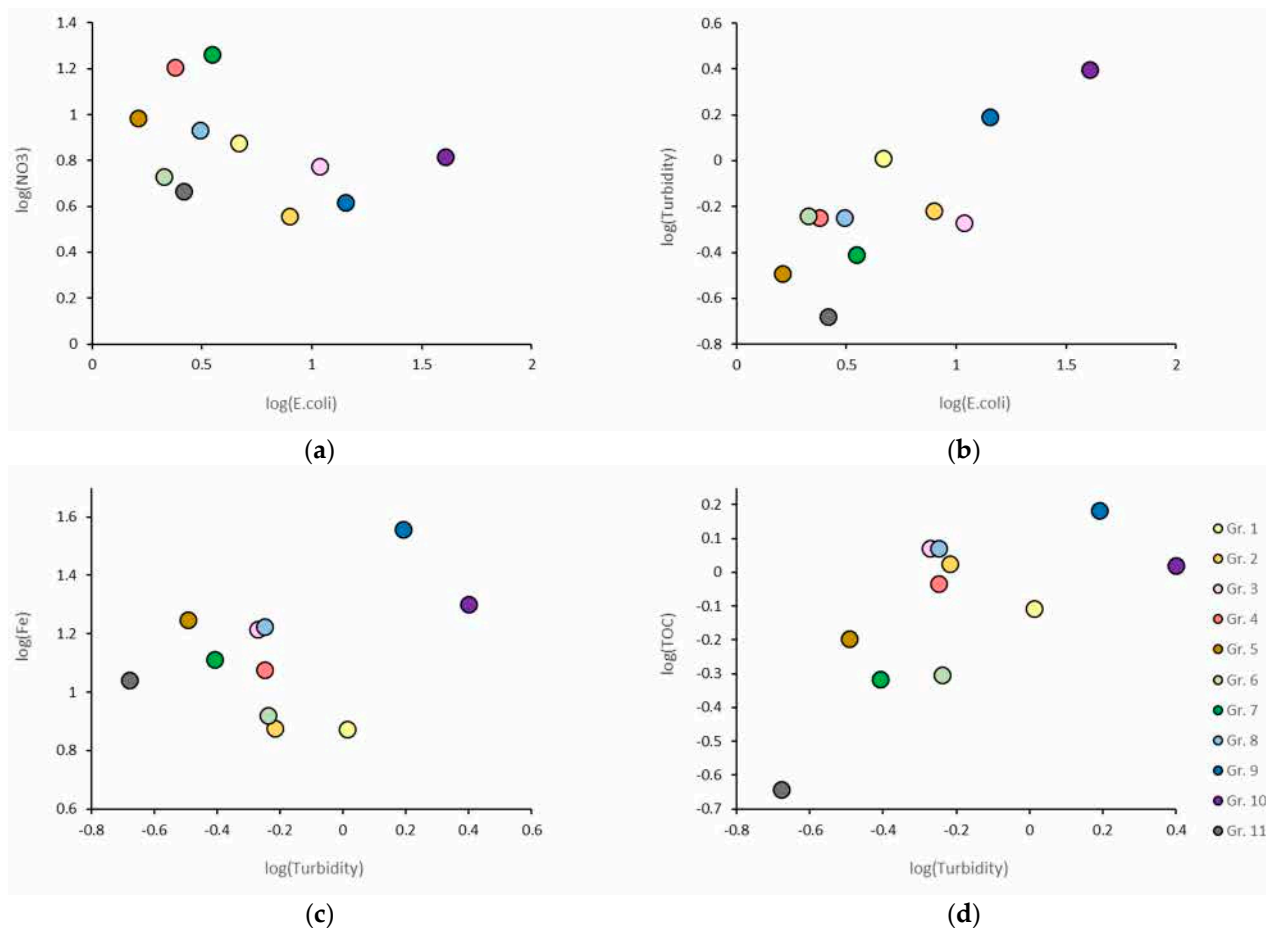 1.4
1.2
1
0.8
0.6
0.4
0.2
0
log(NO3)
0 0.5 1 1.5 2
log(E.coli)
(a)
0.6
0.4
0.2
0
-0.2
-0.4
-0.6
-0.8
log(Turbidity)
0 0.5 1 1.5 2
log(E.coli)
(b)
1.6
1.4
1.2
1
0.8
0.6
log(Fe)
-0.8 -0.6 -0.4 -0.2 0 0.2 0.4 0.6
log(Turbidity)
(c)
0.2
0.1
0
-0.1
-0.2
-0.3
-0.4
-0.5
-0.6
-0.7
log(TOC)
-0.8 -0.6 -0.4 -0.2 0 0.2 0.4
log(Turbidity)
(d)
Gr. 1
Gr. 2
Gr. 3
Gr. 4
Gr. 5
Gr. 6
Gr. 7
Gr. 8
Gr. 9
Gr. 10
Gr. 11